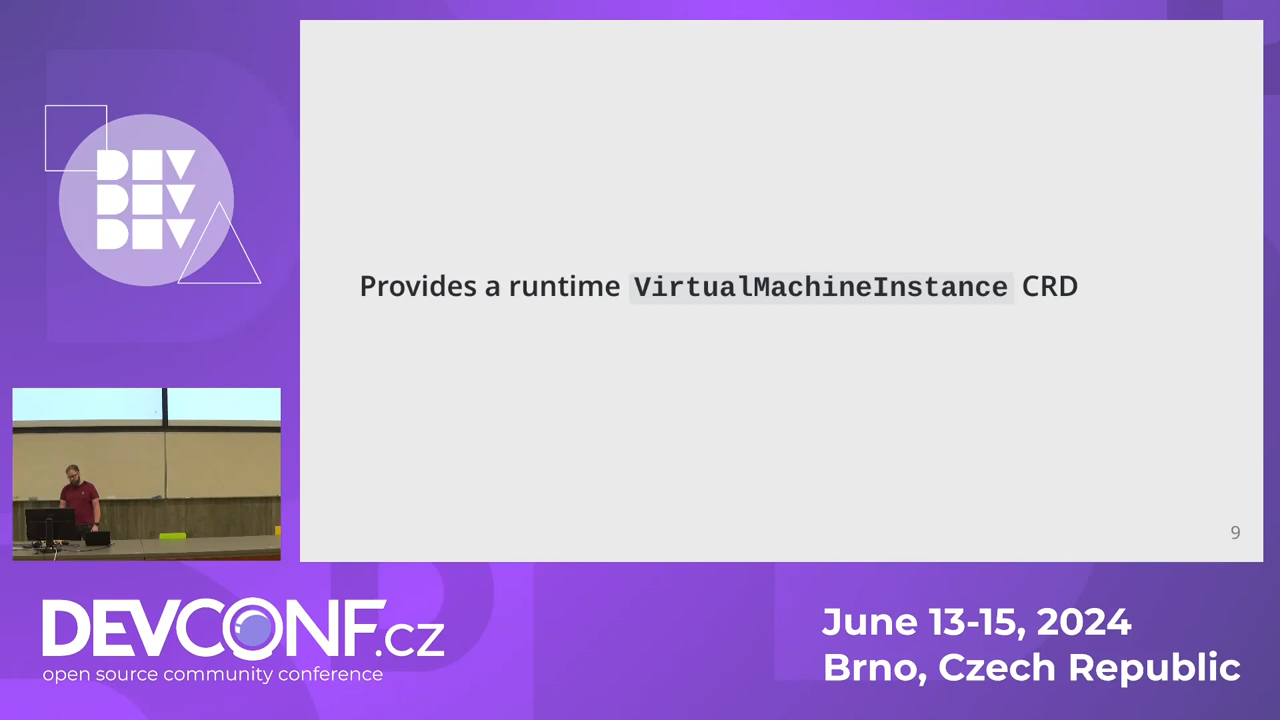 DEV
DEV
DEV
Provides a runtime VirtualMachineInstance CRD
9
DEVCONF.cz
open source community conference
June 13-15, 2024
Brno, Czech Republic